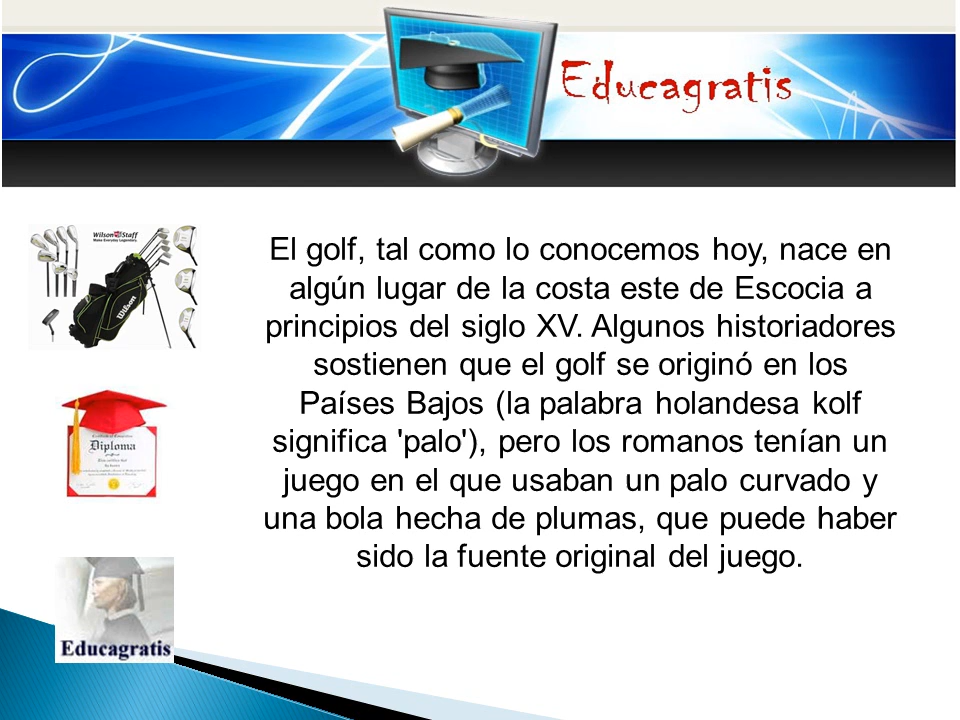 Educagratis
Wilson Staff
Make Everyday Legendary.
Wilson
El golf, tal como lo conocemos hoy, nace en
algún lugar de la costa este de Escocia a
principios del siglo XV. Algunos historiadores
sostienen que el golf se originó en los
Países Bajos (la palabra holandesa kolf
significa 'palo'), pero los romanos tenían un
juego en el que usaban un palo curvado y
una bola hecha de plumas, que puede haber
sido la fuente original del juego.
Diploma
Educagratis